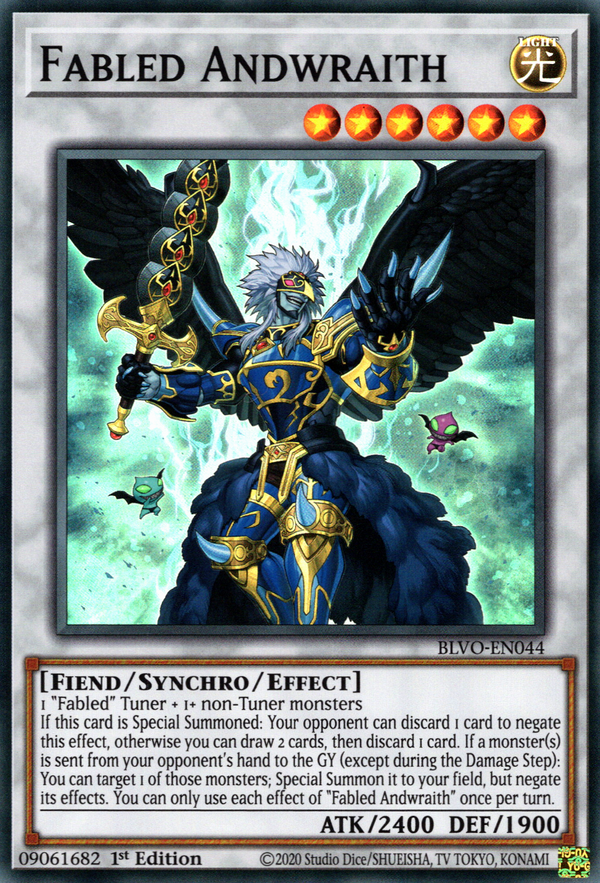 Fabled Andwraith
LIGHT
光
BLVO-EN044
[Fiend/Synchro/Effect]
1 "Fabled" Tuner + 1+ non-Tuner monsters
If this card is Special Summoned: Your opponent can discard 1 card to negate
this effect, otherwise you can draw 2 cards, then discard 1 card. If a monster(s)
is sent from your opponent's hand to the GY (except during the Damage Step):
You can target 1 of those monsters; Special Summon it to your field, but negate
its effects. You can only use each effect of "Fabled Andwraith" once per turn.
ATK/2400 DEF/1900
09061682 1st Edition ©2020 Studio Dice/SHUEISHA, TV TOKYO, KONAMI